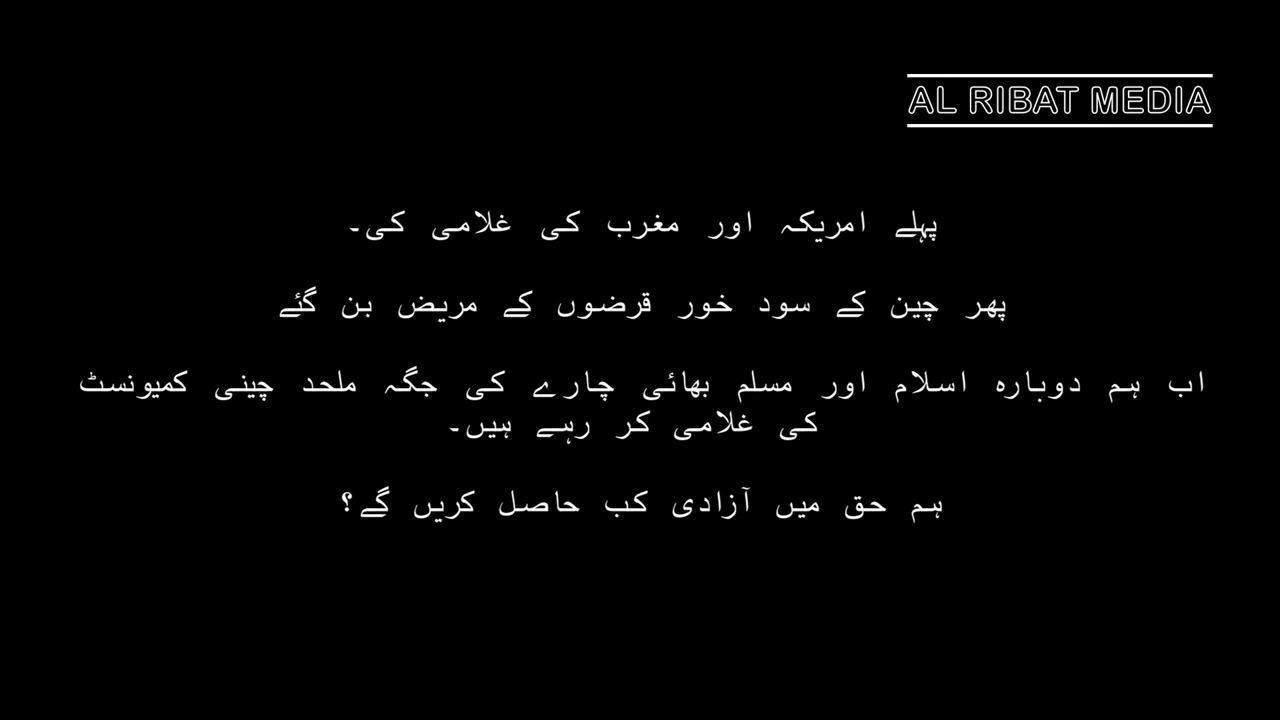 AL RIBAT MEDIA
پہلے امریکہ اور مغرب کی غلامی کی۔
پھر چین کے سود خور قرضوں کے مریض بن گئے
اب ہم دوبارہ اسلام اور مسلم بھائی چارے کی جگہ ملحد چینی کمیونسٹ
کی غلامی کر رہے ہیں۔
ہم حق میں آزادی کب حاصل کریں گے؟